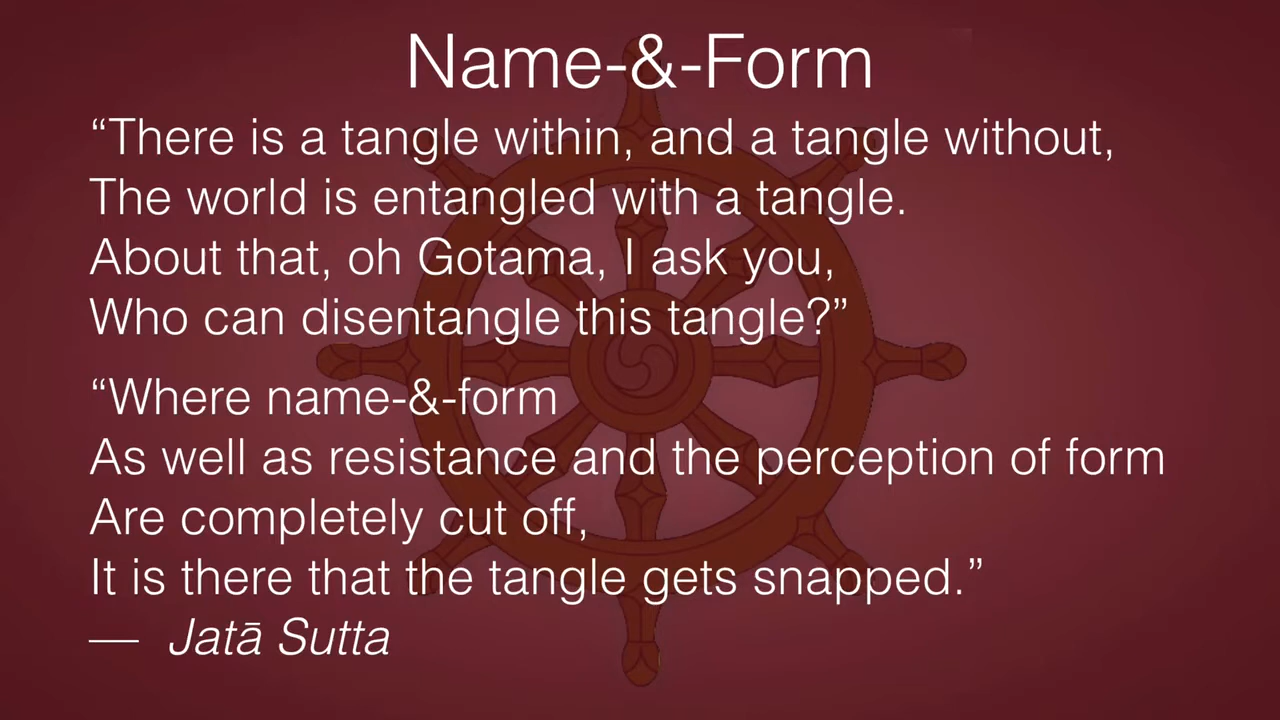 Name-&-Form
“There is a tangle within, and a tangle without,
The world is entangled with a tangle.
About that, oh Gotama, I ask you,
Who can disentangle this tangle?”
“Where name-&-form
As well as resistance and the perception of form
Are completely cut off,
It is there that the tangle gets snapped.”
— Jatā Sutta